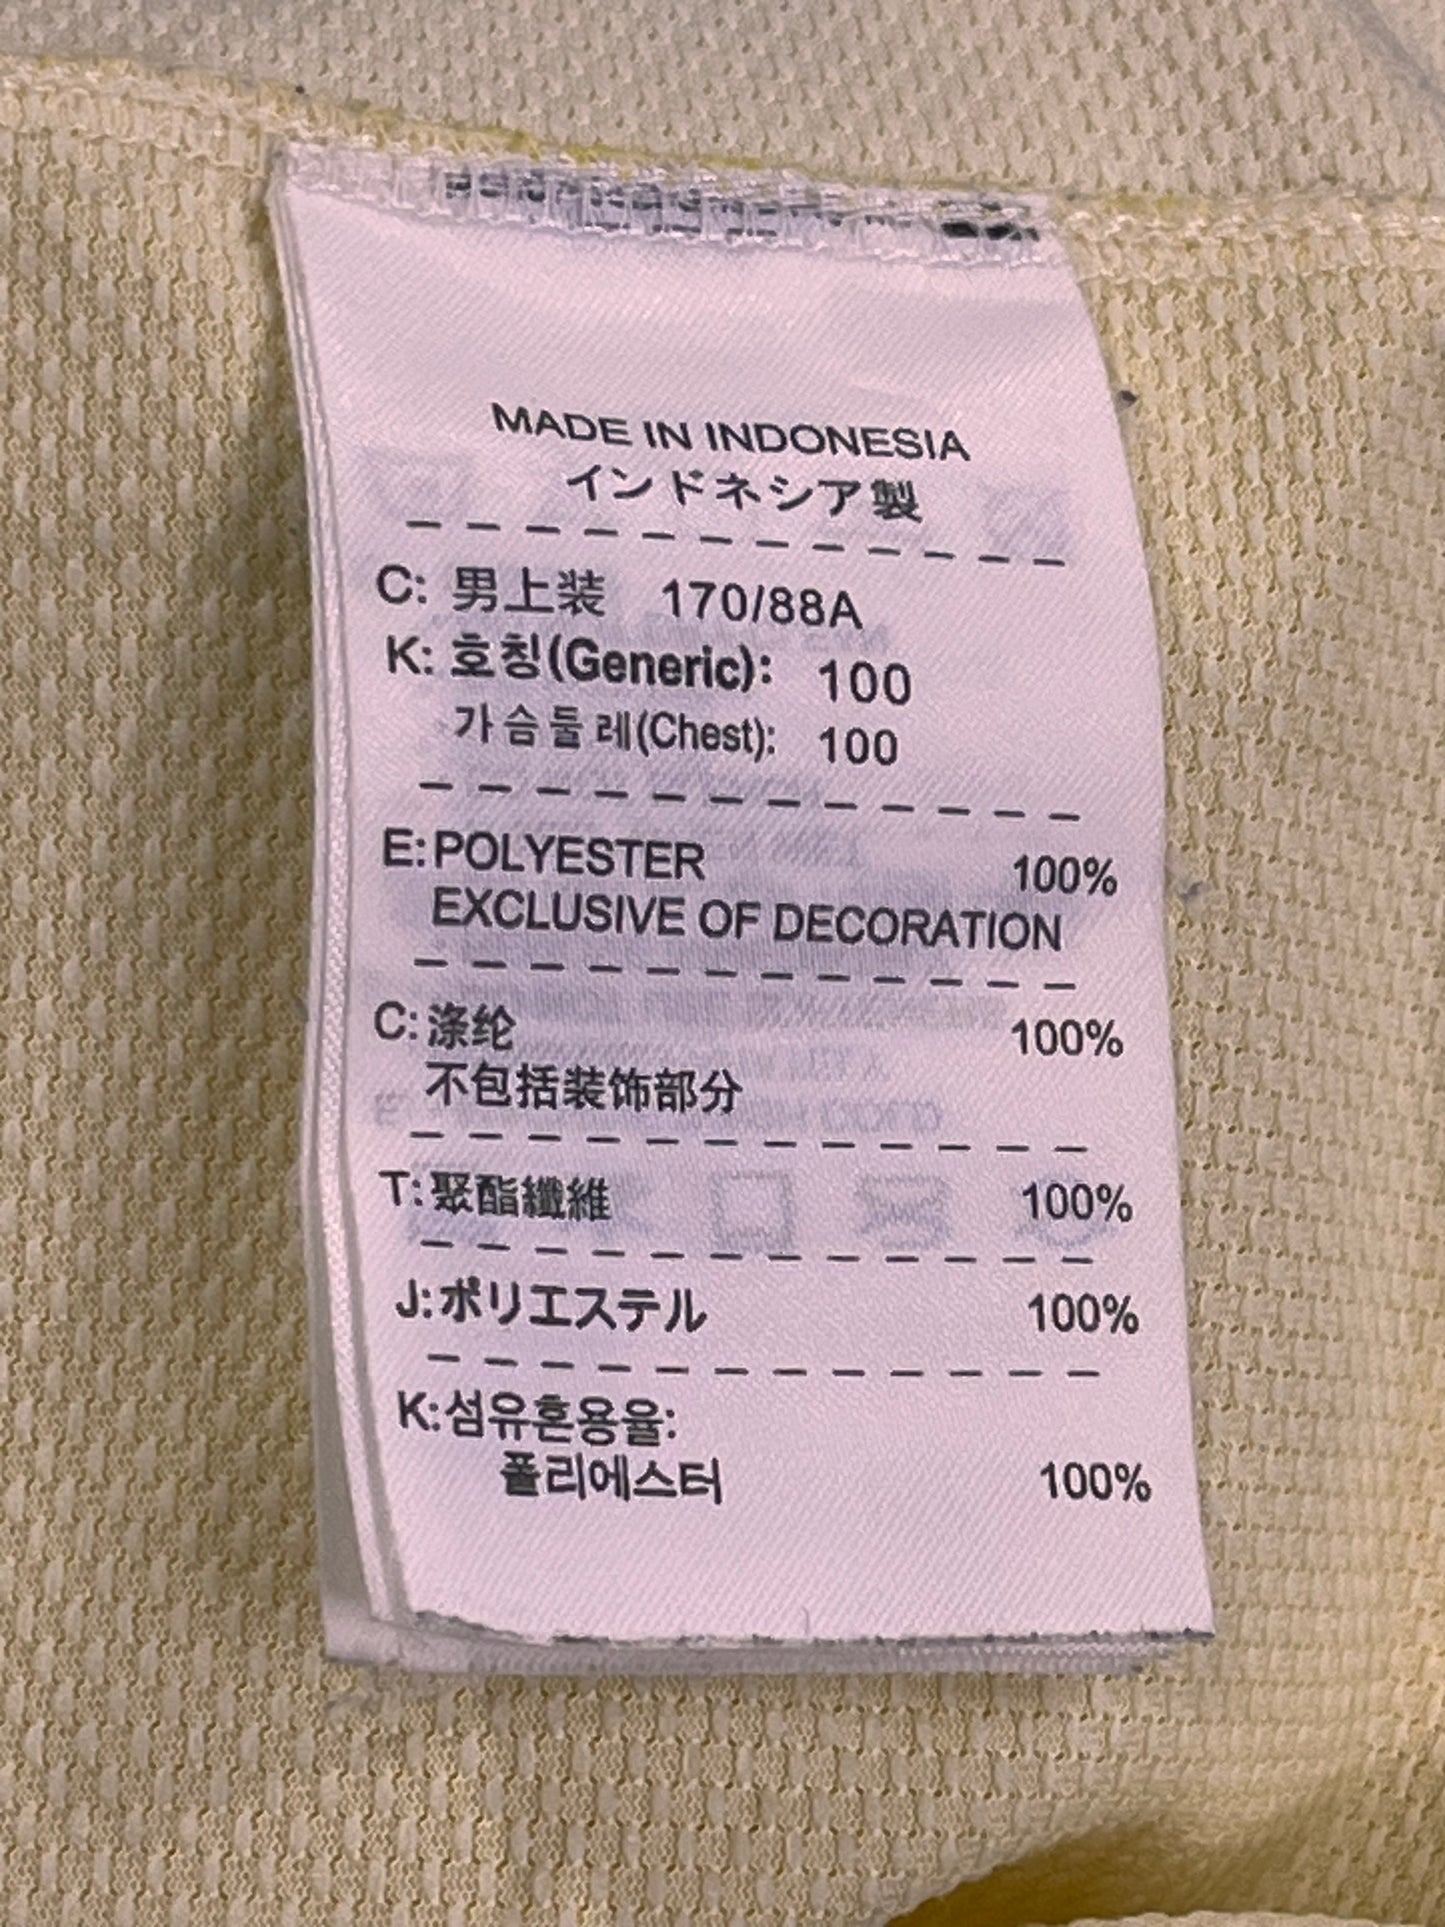 MADE IN INDONESIA
インドネシア製
C: 男上装 170/88A
K: 호칭(Generic): 100
가슴둘레(Chest): 100
E:POLYESTER 100%
EXCLUSIVE OF DECORATION
C:涤纶 100%
不包括装饰部分
T:聚酯纖維 100%
J:ポリエステル 100%
K:섬유혼용율:
폴리에스터 100%